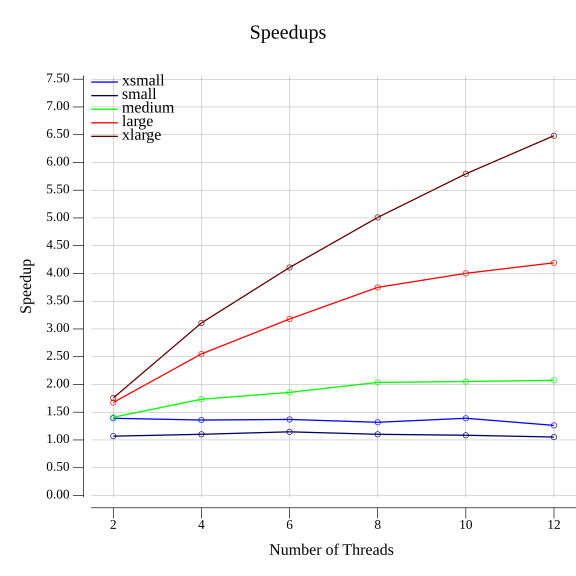 Speedups
7.50
7.00
6.50
6.00
5.50
5.00
4.50
4.00
3.50
3.00
2.50
2.00
1.50
1.00
0.50
0.00
xsmall
small
medium
large
xlarge
Speedup
2 4 6 8 10 12
Number of Threads